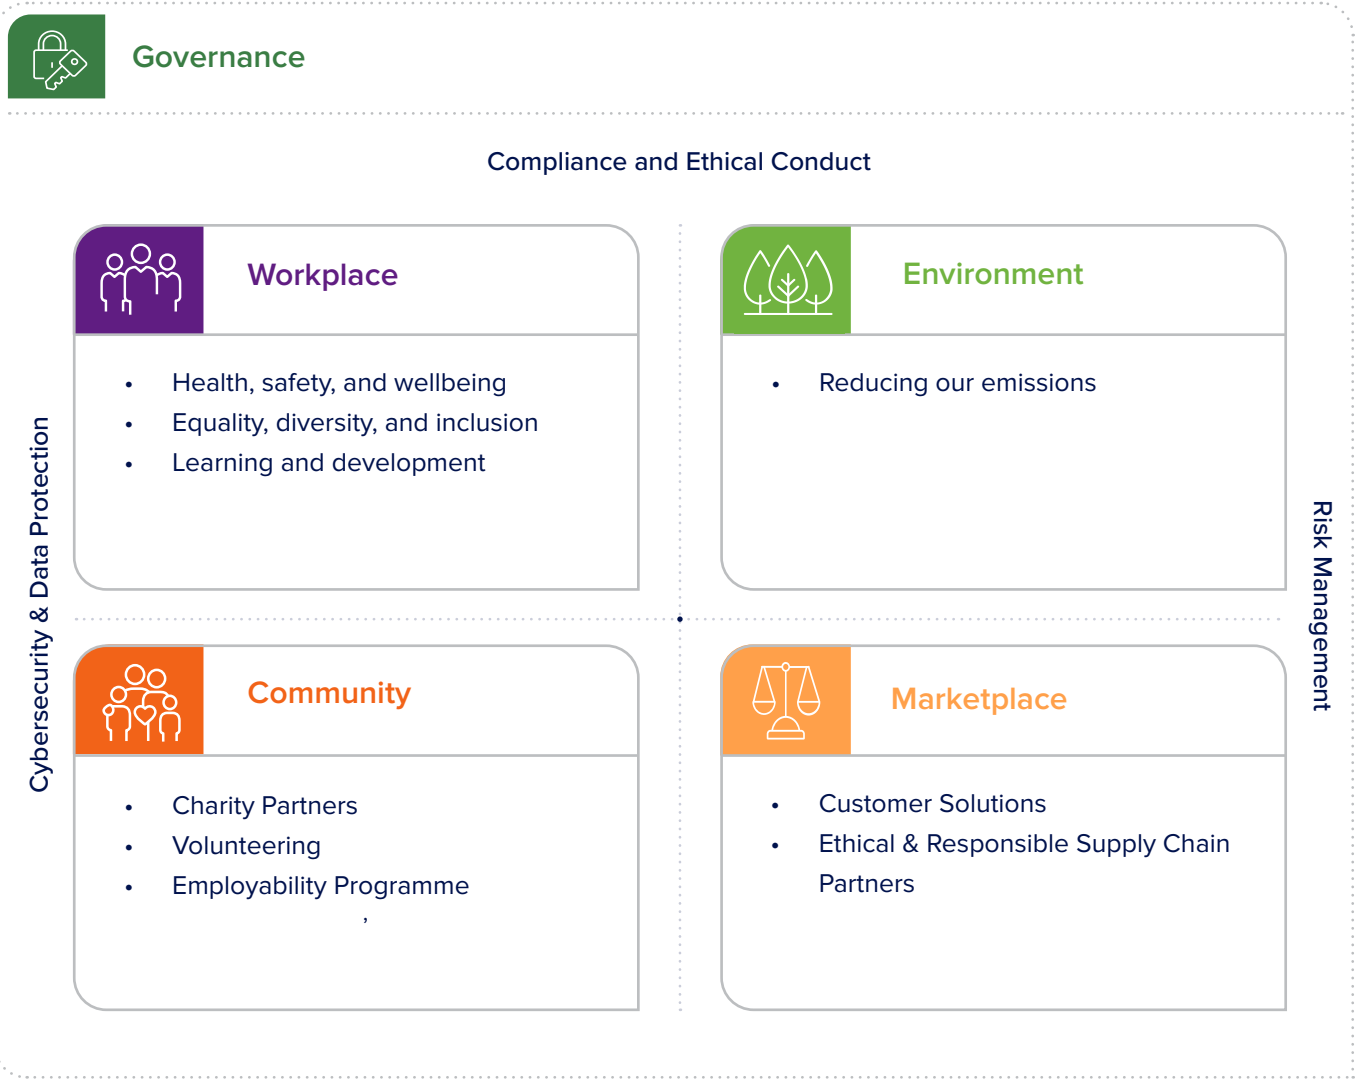 Governance
Compliance and Ethical Conduct
Workplace
• Health, safety, and wellbeing
• Equality, diversity, and inclusion
• Learning and development
Environment
• Reducing our emissions
Cybersecurity & Data Protection
Risk Management
Community
• Charity Partners
• Volunteering
• Employability Programme
,
Marketplace
• Customer Solutions
• Ethical & Responsible Supply Chain
Partners